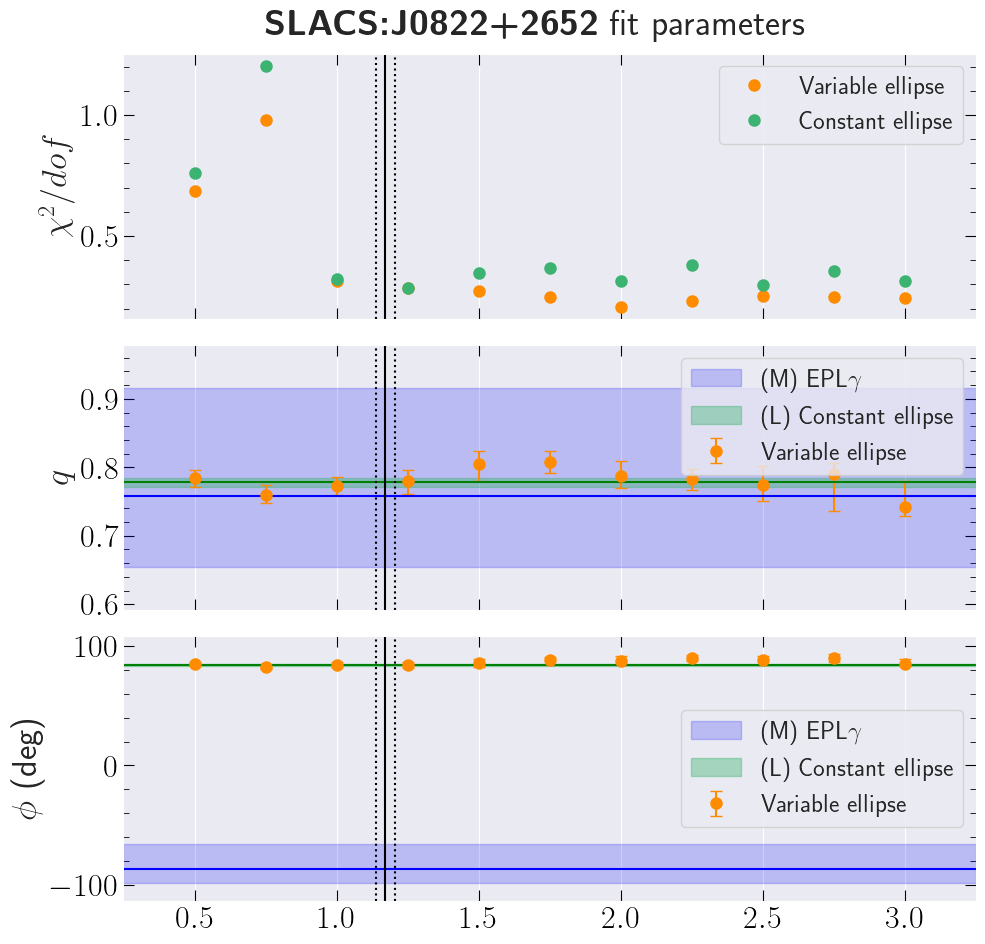 SLACS:J0822+2652 fit parameters
χ²/dof
1.0
0.5
Variable ellipse
Constant ellipse
q
0.9
0.8
0.7
0.6
(M) EPLγ
(L) Constant ellipse
Variable ellipse
ϕ (deg)
100
0
−100
(M) EPLγ
(L) Constant ellipse
Variable ellipse
0.5 1.0 1.5 2.0 2.5 3.0